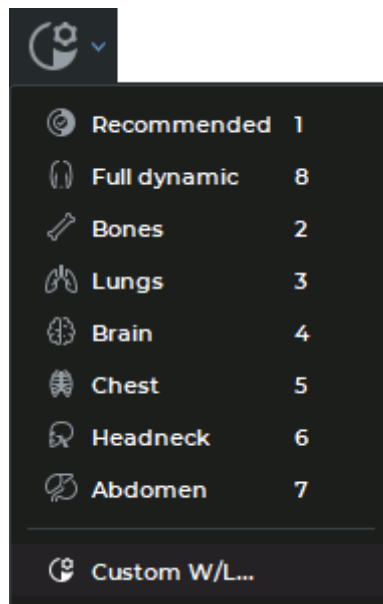 Recommended 1
Full dynamic 8
Bones 2
Lungs 3
Brain 4
Chest 5
Headneck 6
Abdomen 7
Custom W/L...